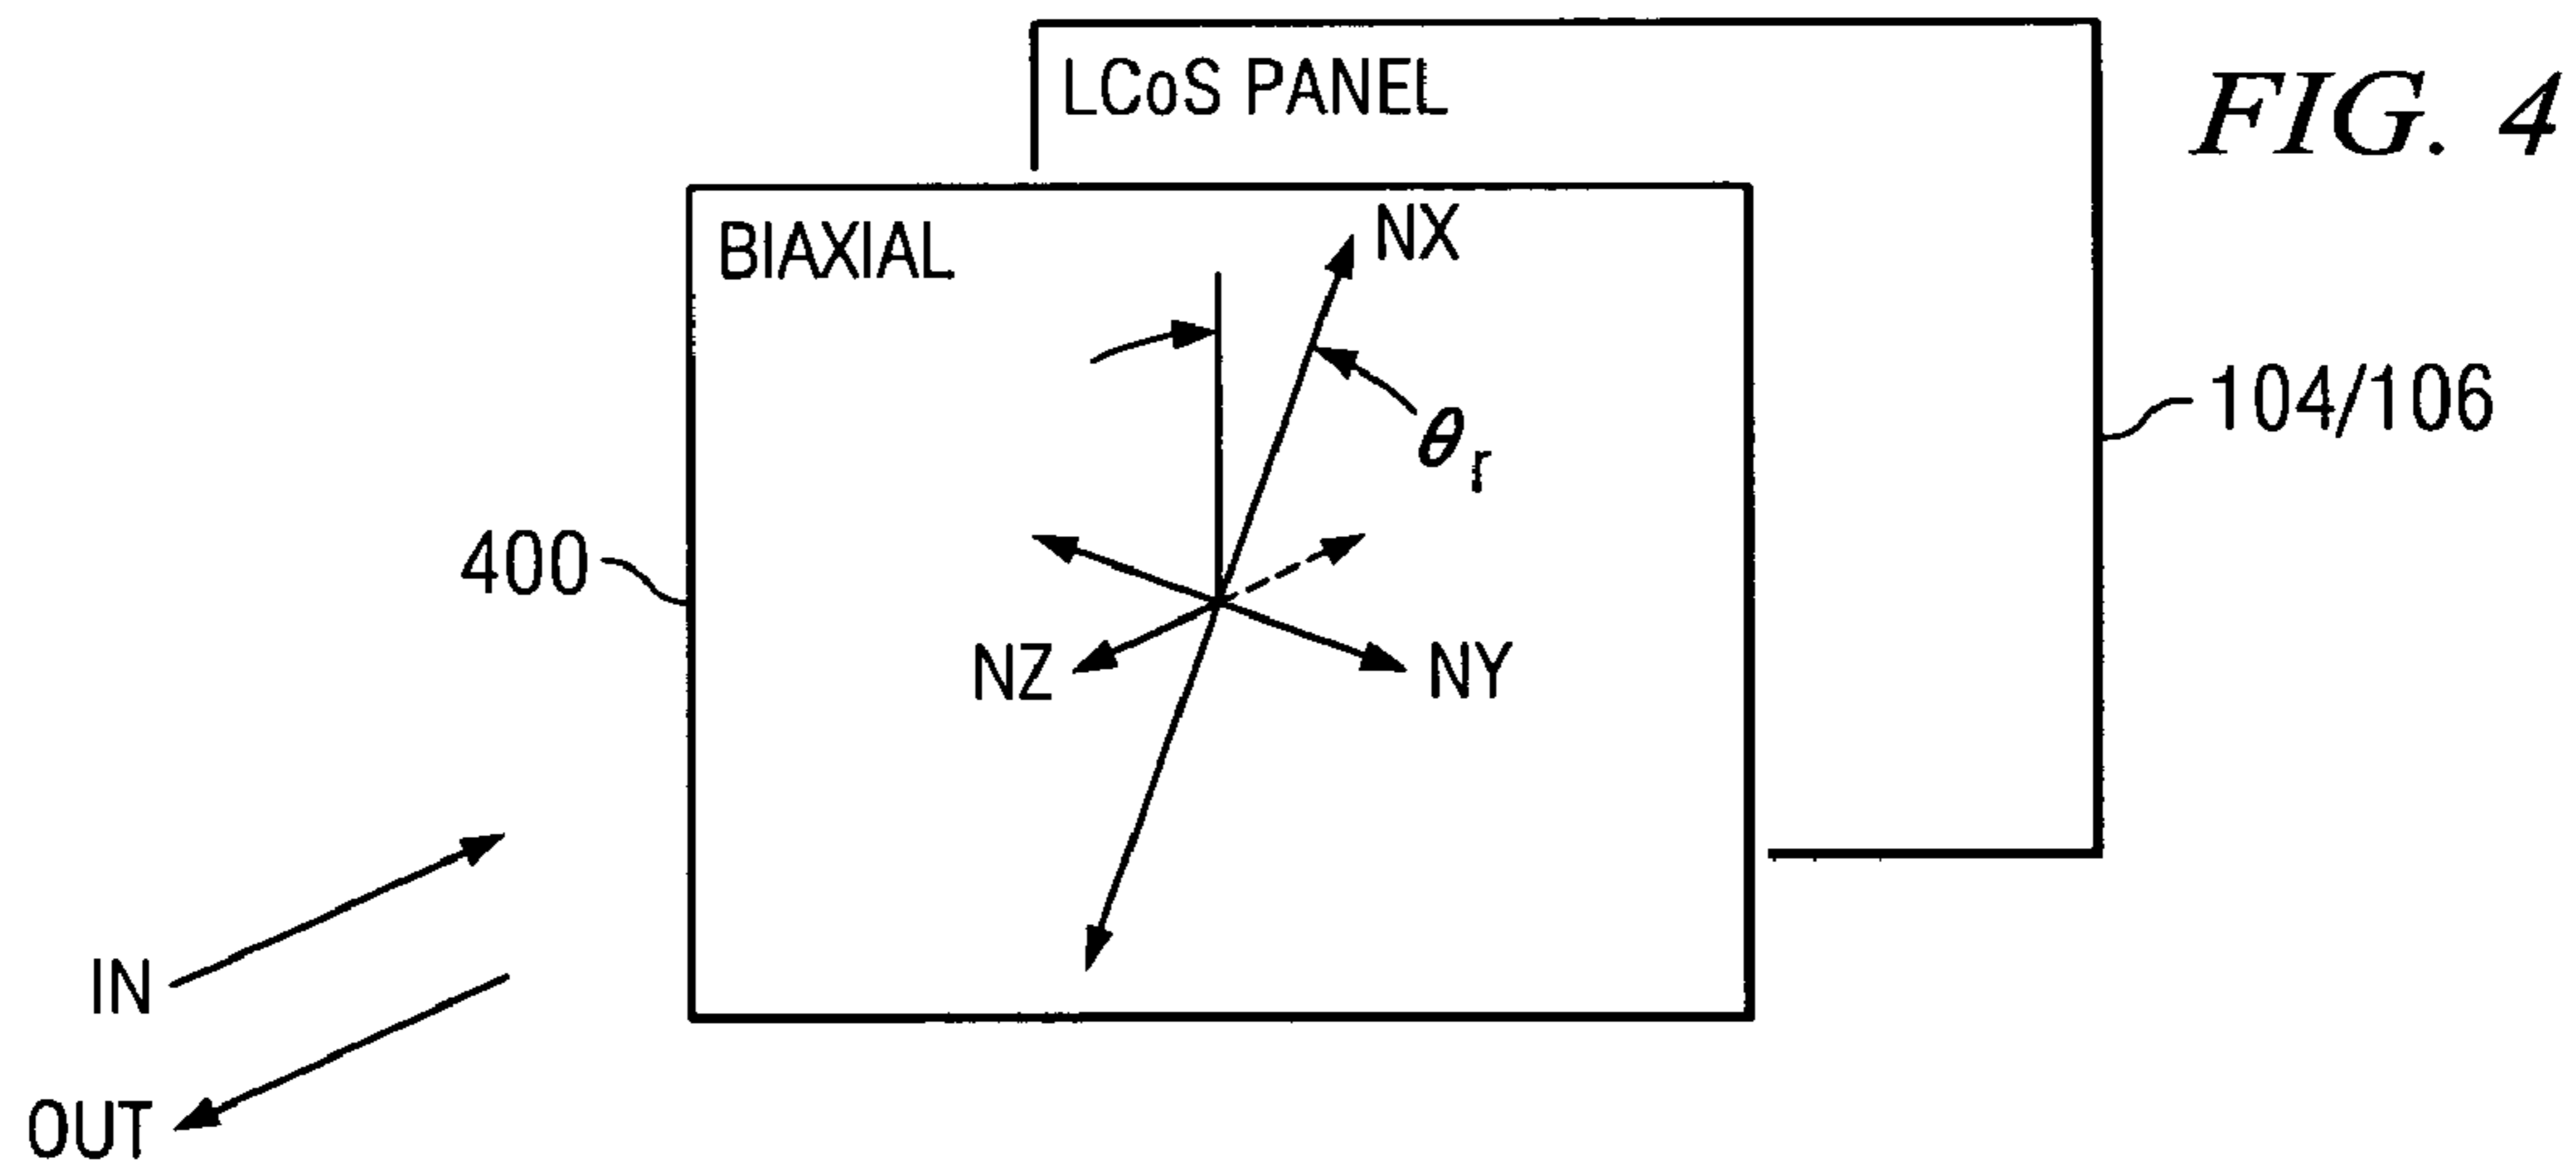 LCoS PANEL
FIG. 4
BIAXIAL
NX
θr
104/106
400
NZ
NY
IN
OUT